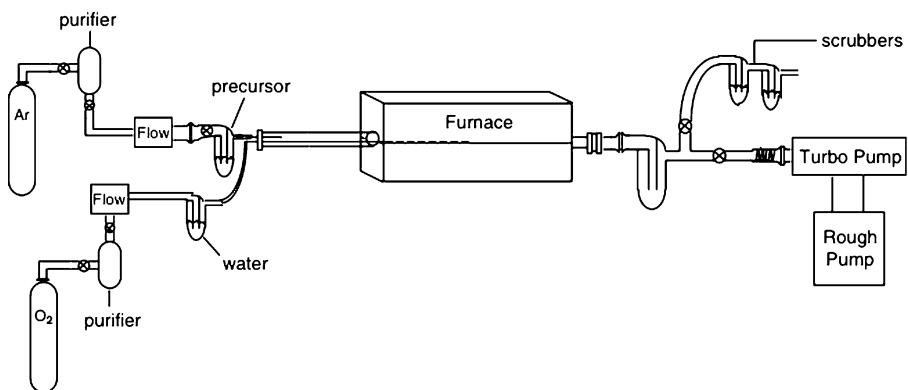 purifier
scrubbers
precursor
Ar
Flow
Furnace
Turbo Pump
Flow
Rough
Pump
water
O₂
purifier